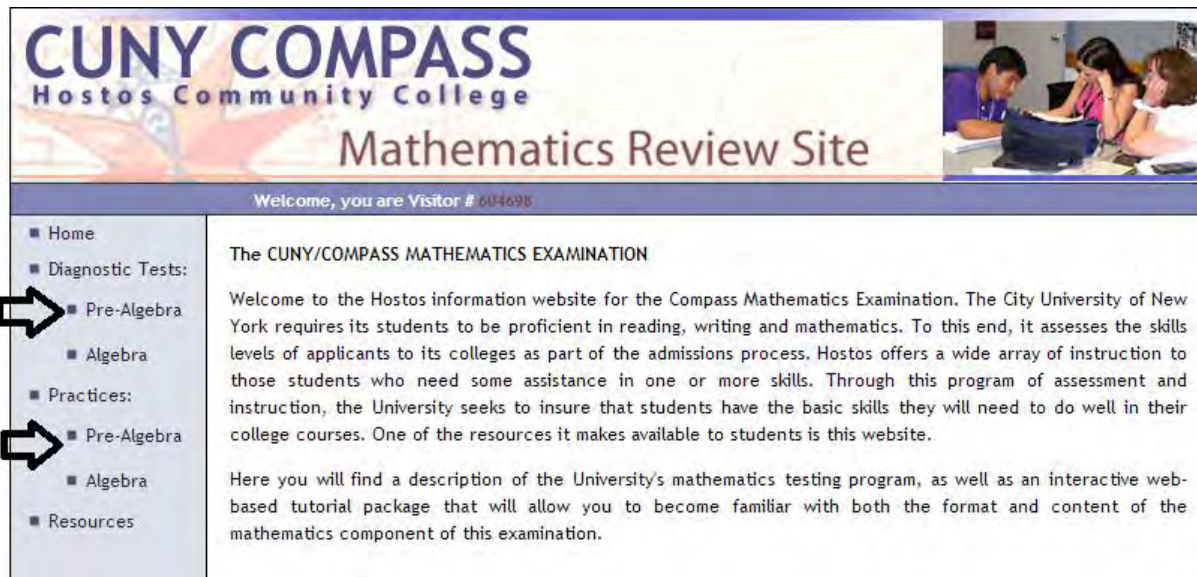 CUNY COMPASS
Hostos Community College
Mathematics Review Site
Welcome, you are Visitor # 604698
Home
Diagnostic Tests:
Pre-Algebra
Algebra
Practices:
Pre-Algebra
Algebra
Resources
The CUNY/COMPASS MATHEMATICS EXAMINATION
Welcome to the Hostos information website for the Compass Mathematics Examination. The City University of New
York requires its students to be proficient in reading, writing and mathematics. To this end, it assesses the skills
levels of applicants to its colleges as part of the admissions process. Hostos offers a wide array of instruction to
those students who need some assistance in one or more skills. Through this program of assessment and
instruction, the University seeks to insure that students have the basic skills they will need to do well in their
college courses. One of the resources it makes available to students is this website.
Here you will find a description of the University's mathematics testing program, as well as an interactive web-
based tutorial package that will allow you to become familiar with both the format and content of the
mathematics component of this examination.